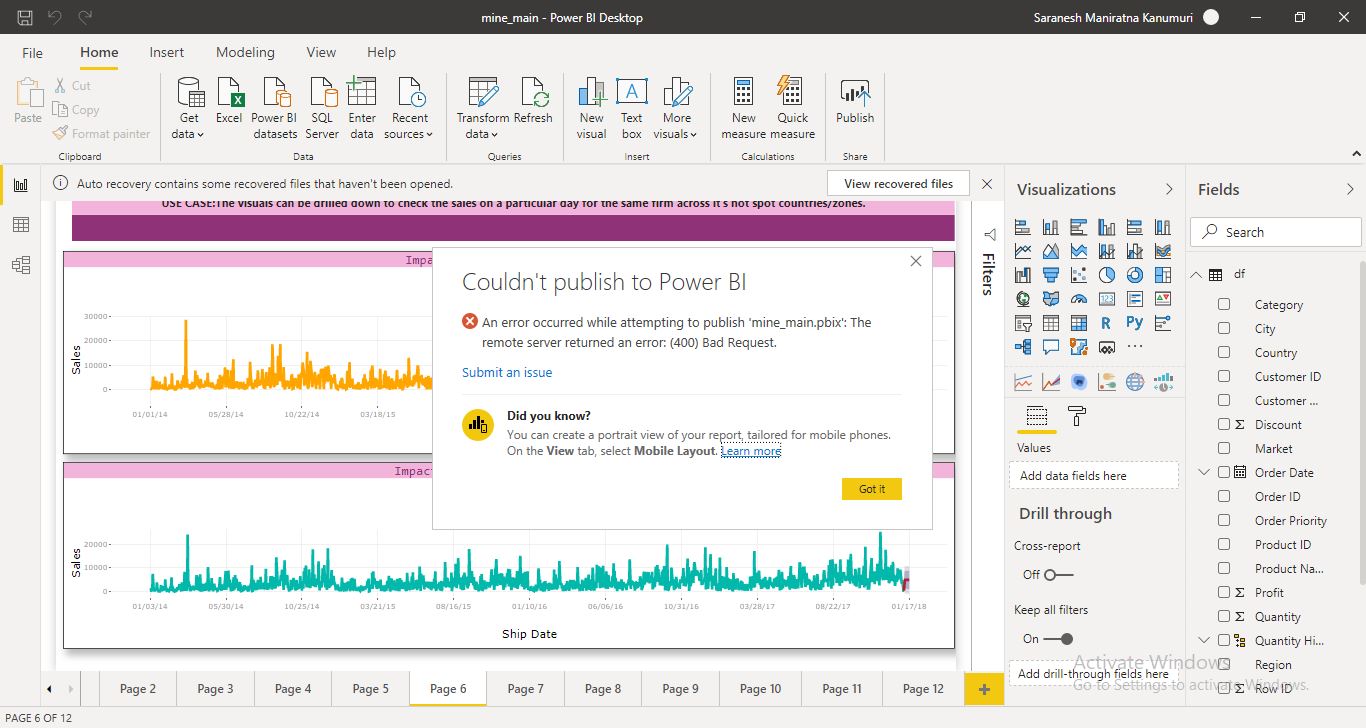 mine_main - Power BI Desktop
Saranesh Maniratna Kanumuri
File Home Insert Modeling View Help
Paste
Cut
Copy
Format painter
Clipboard
Get data
Excel
Power BI datasets
SQL Server
Enter data
Recent sources
Data
Transform data
Refresh
Queries
New visual
Text box
More visuals
Insert
New measure
Quick measure
Calculations
Publish
Share
Auto recovery contains some recovered files that haven't been opened.
View recovered files
USE CASE:The visuals can be drilled down to check the sales on a particular day for the same firm across it's hot spot countries/zones.
Impa
30000
20000
10000
0
Sales
01/01/14 05/28/14 10/22/14 03/18/15
Impac
20000
10000
0
Sales
01/03/14 05/30/14 10/25/14 03/21/15 08/16/15 01/10/16 06/06/16 10/31/16 03/28/17 08/22/17 01/17/18
Ship Date
Couldn't publish to Power BI
An error occurred while attempting to publish 'mine_main.pbix': The
remote server returned an error: (400) Bad Request.
Submit an issue
Did you know?
You can create a portrait view of your report, tailored for mobile phones.
On the View tab, select Mobile Layout. Learn more
Got it
Filters
Visualizations
R
Py
123
Values
Add data fields here
Drill through
Cross-report
Off
Keep all filters
On
Add drill-through fields here
Fields
Search
df
Category
City
Country
Customer ID
Customer ...
Σ Discount
Market
Order Date
Order ID
Order Priority
Product ID
Product Na...
Σ Profit
Σ Quantity
Quantity Hi...
Region
Σ Row ID
Activate Windows
Go to Settings to activate Windows.
Page 2 Page 3 Page 4 Page 5 Page 6 Page 7 Page 8 Page 9 Page 10 Page 11 Page 12
PAGE 6 OF 12